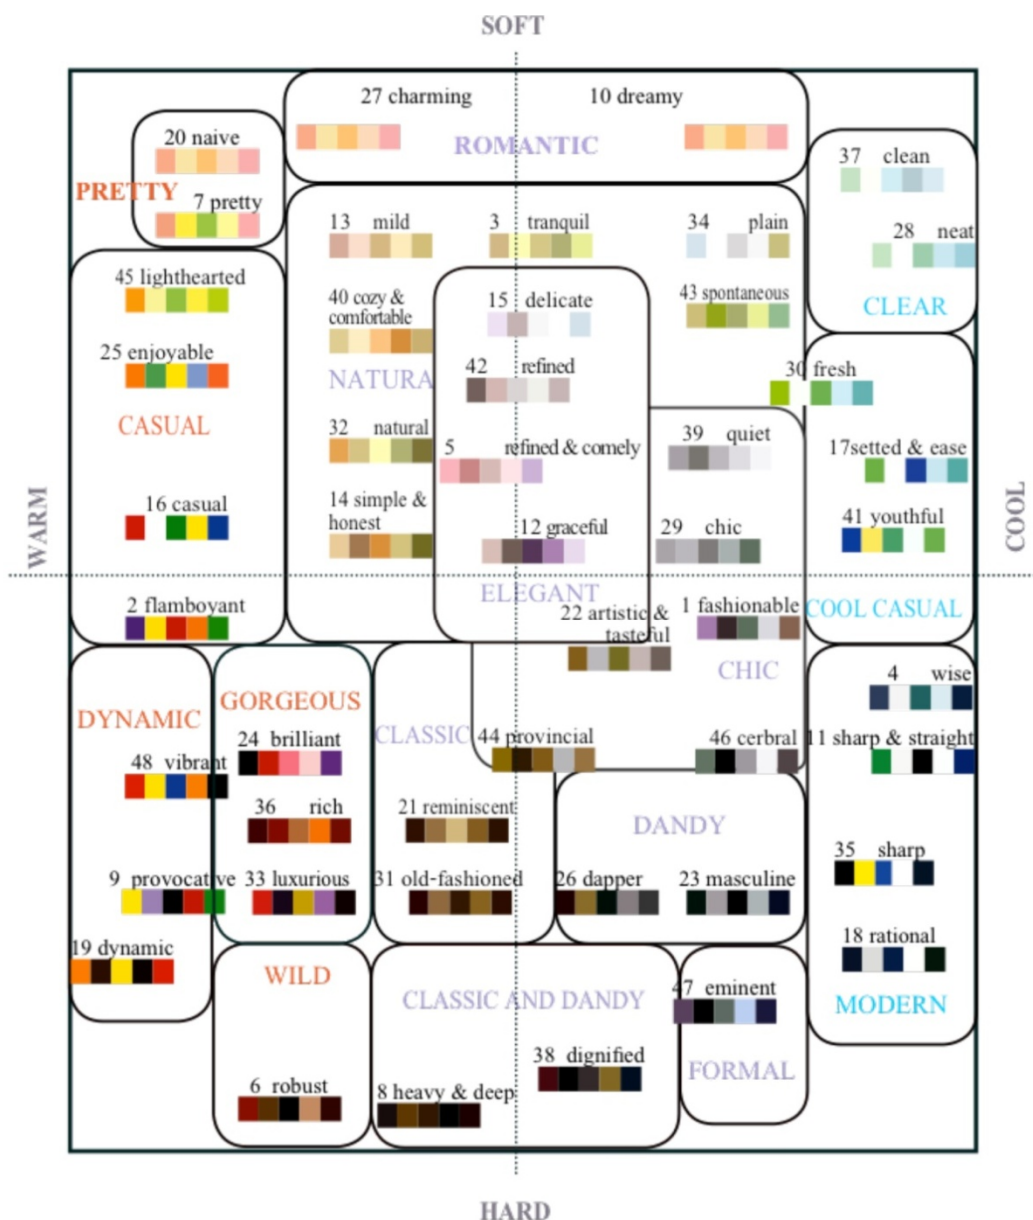 SOFT
27 charming
10 dreamy
ROMANTIC
20 naive
PRETTY
7 pretty
37 clean
28 neat
CLEAR
13 mild
3 tranquil
34 plain
45 lighthearted
40 cozy &
comfortable
15 delicate
43 spontaneous
25 enjoyable
NATURA
42 refined
30 fresh
CASUAL
32 natural
5 refined & comely
39 quiet
17setted & ease
WARM
16 casual
14 simple &
honest
12 graceful
29 chic
41 youthful
COOL
2 flamboyant
ELEGANT
22 artistic &
tasteful
1 fashionable
COOL CASUAL
CHIC
4 wise
DYNAMIC
GORGEOUS
CLASSIC
44 provincial
46 cerbral
11 sharp & straight
48 vibrant
24 brilliant
36 rich
21 reminiscent
DANDY
35 sharp
9 provocative
33 luxurious
31 old-fashioned
26 dapper
23 masculine
19 dynamic
18 rational
WILD
CLASSIC AND DANDY
47 eminent
MODERN
38 dignified
FORMAL
6 robust
8 heavy & deep
HARD